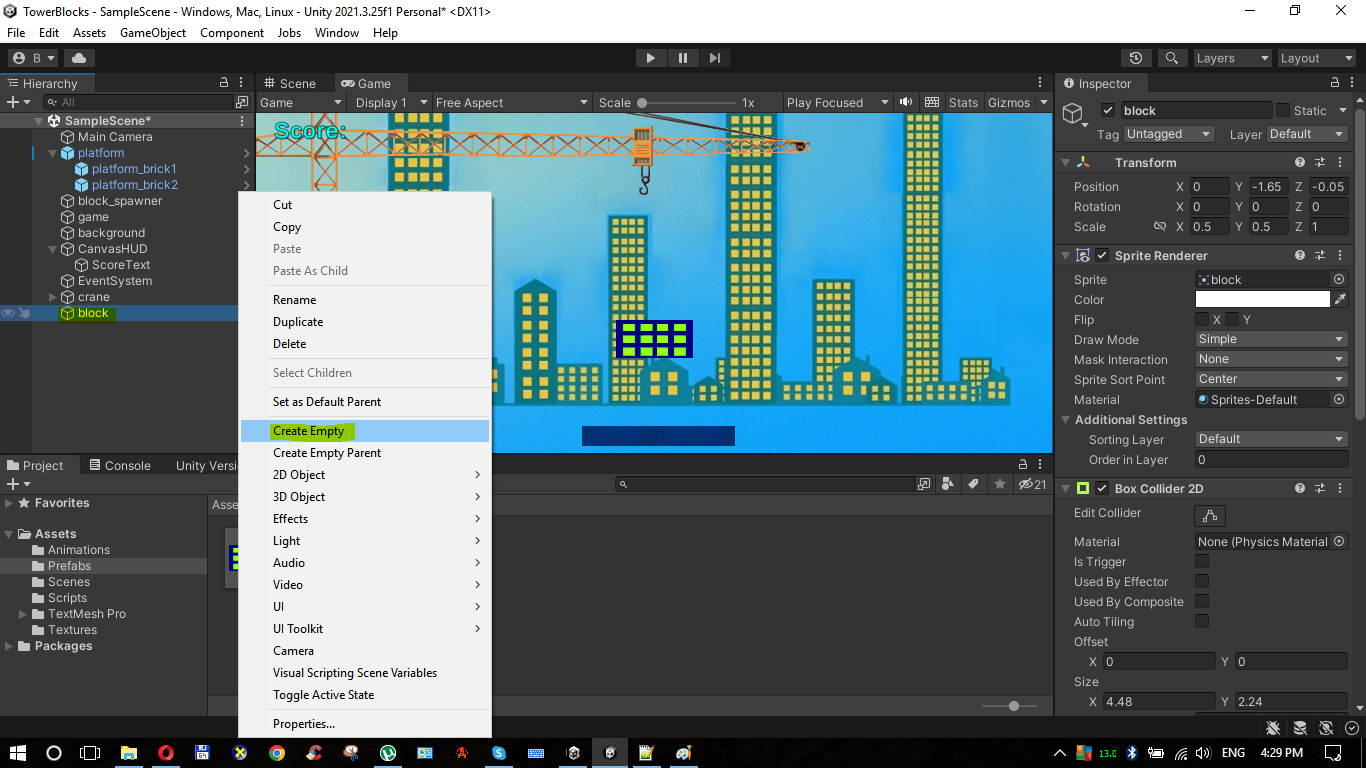 TowerBlocks - SampleScene - Windows, Mac, Linux - Unity 2021.3.25f1 Personal* <DX11>
File Edit Assets GameObject Component Jobs Window Help
B Layers Layout
Hierarchy
All
SampleScene*
Main Camera
platform
platform_brick1
platform_brick2
block_spawner
game
background
CanvasHUD
ScoreText
EventSystem
crane
block
Scene Game
Game Display 1 Free Aspect Scale 1x Play Focused Stats Gizmos
Score:
Cut
Copy
Paste
Paste As Child
Rename
Duplicate
Delete
Select Children
Set as Default Parent
Create Empty
Create Empty Parent
2D Object
3D Object
Effects
Light
Audio
Video
UI
UI Toolkit
Camera
Visual Scripting Scene Variables
Toggle Active State
Properties...
Project Console Unity Versi
21
Favorites
Assets
Animations
Prefabs
Scenes
Scripts
TextMesh Pro
Textures
Packages
Asse
Inspector
block Static
Tag Untagged Layer Default
Transform
Position X 0 Y -1.65 Z -0.05
Rotation X 0 Y 0 Z 0
Scale X 0.5 Y 0.5 Z 1
Sprite Renderer
Sprite block
Color
Flip X Y
Draw Mode Simple
Mask Interaction None
Sprite Sort Point Center
Material Sprites-Default
Additional Settings
Sorting Layer Default
Order in Layer 0
Box Collider 2D
Edit Collider
Material None (Physics Material
Is Trigger
Used By Effector
Used By Composite
Auto Tiling
Offset
X 0 Y 0
Size
X 4.48 Y 2.24
64 13.0 ENG 4:29 PM